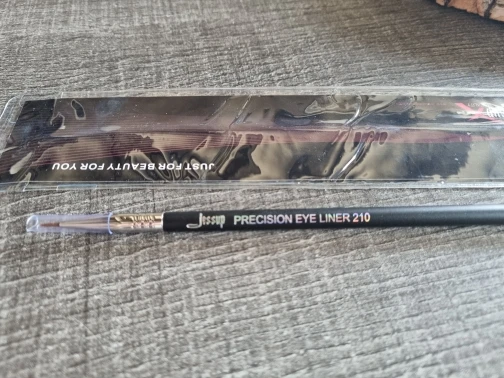 JUST FOR BEAUTY FOR YOU
Jessup PRECISION EYE LINER 210